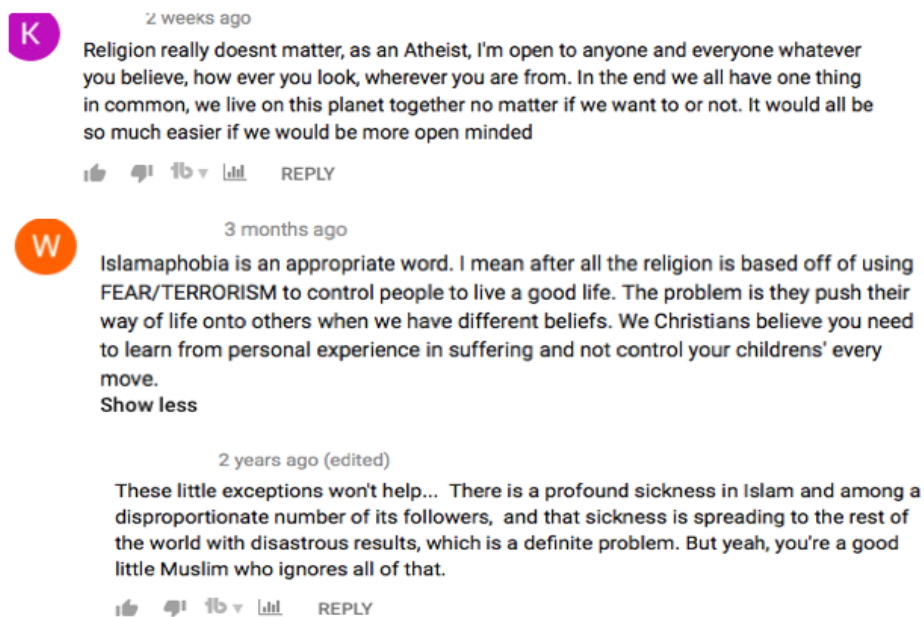 K
2 weeks ago
Religion really doesnt matter, as an Atheist, I'm open to anyone and everyone whatever
you believe, how ever you look, wherever you are from. In the end we all have one thing
in common, we live on this planet together no matter if we want to or not. It would all be
so much easier if we would be more open minded
REPLY
W
3 months ago
Islamaphobia is an appropriate word. I mean after all the religion is based off of using
FEAR/TERRORISM to control people to live a good life. The problem is they push their
way of life onto others when we have different beliefs. We Christians believe you need
to learn from personal experience in suffering and not control your childrens' every
move.
Show less
2 years ago (edited)
These little exceptions won't help... There is a profound sickness in Islam and among a
disproportionate number of its followers, and that sickness is spreading to the rest of
the world with disastrous results, which is a definite problem. But yeah, you're a good
little Muslim who ignores all of that.
REPLY